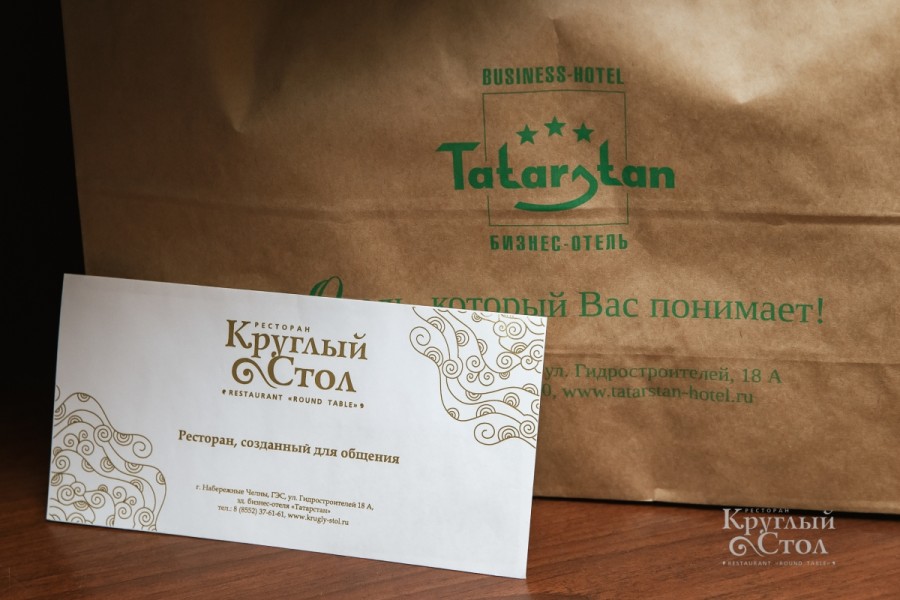 BUSINESS-HOTEL
Tatarstan
БИЗНЕС-ОТЕЛЬ
который Вас понимает!
ул. Гидростроителей, 18 А
www.tatarstan-hotel.ru
РЕСТОРАН
Круглый
Стол
RESTAURANT «ROUND TABLE»
Ресторан, созданный для общения
г. Набережные Челны, ГЭС, ул. Гидростроителей 18 А,
зд. бизнес-отеля «Татарстан»
тел.: 8 (8552) 37-61-61, www.krugly-stol.ru
РЕСТОРАН
Круглый
Стол
RESTAURANT «ROUND TABLE»